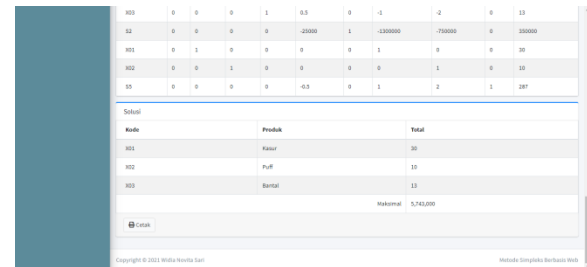 X03 0 0 0 1 0.5 0 -1 -2 0 13
S2 0 0 0 0 -25000 1 -1300000 -750000 0 350000
X01 0 1 0 0 0 0 1 0 0 30
X02 0 0 1 0 0 0 0 1 0 10
S5 0 0 0 0 -0.5 0 1 2 1 287
Solusi
Kode Produk Total
X01 Kasur 30
X02 Puff 10
X03 Bantal 13
Maksimal 5,743,000
Cetak
Copyright © 2021 Widia Novita Sari Metode Simpleks Berbasis Web